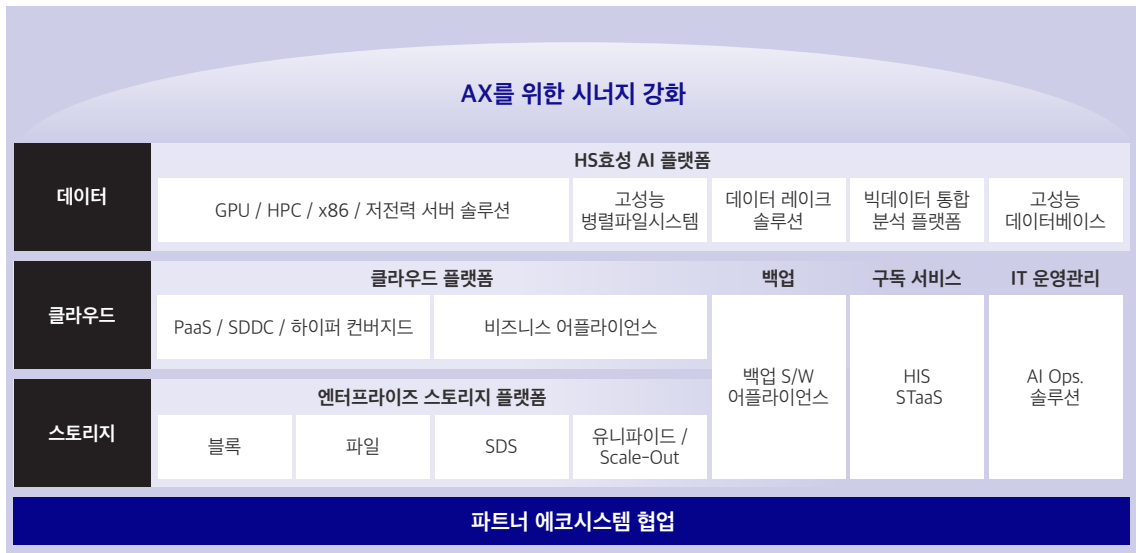 AX를 위한 시너지 강화
데이터
HS효성 AI 플랫폼
GPU / HPC / x86 / 저전력 서버 솔루션
고성능
병렬파일시스템
데이터 레이크
솔루션
빅데이터 통합
분석 플랫폼
고성능
데이터베이스
클라우드
클라우드 플랫폼
PaaS / SDDC / 하이퍼 컨버지드
비즈니스 어플라이언스
백업
백업 S/W
어플라이언스
구독 서비스
HIS
STaaS
IT 운영관리
AI Ops.
솔루션
스토리지
엔터프라이즈 스토리지 플랫폼
블록
파일
SDS
유니파이드 /
Scale-Out
파트너 에코시스템 협업